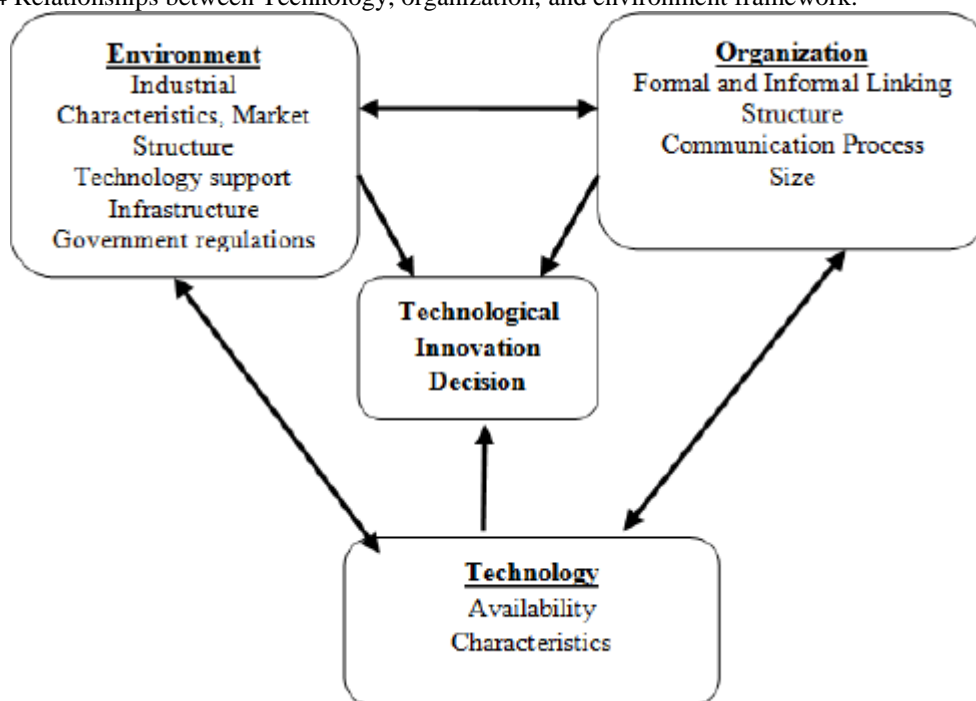 4 Relationships between Technology, organization, and environment framework.
Environment
Industrial
Characteristics, Market
Structure
Technology support
Infrastructure
Government regulations
Organization
Formal and Informal Linking
Structure
Communication Process
Size
Technological
Innovation
Decision
Technology
Availability
Characteristics